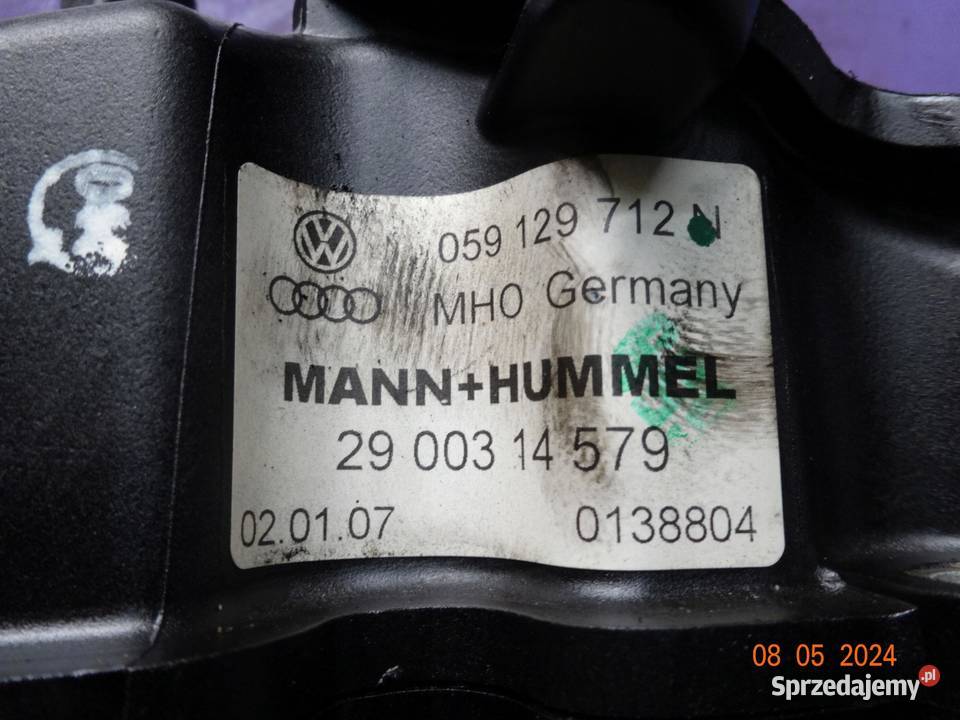 059 129 712 N
MHO Germany
MANN+HUMMEL
29 003 14 579
02.01.07 0138804
08 05 2024
Sprzedajemy.pl